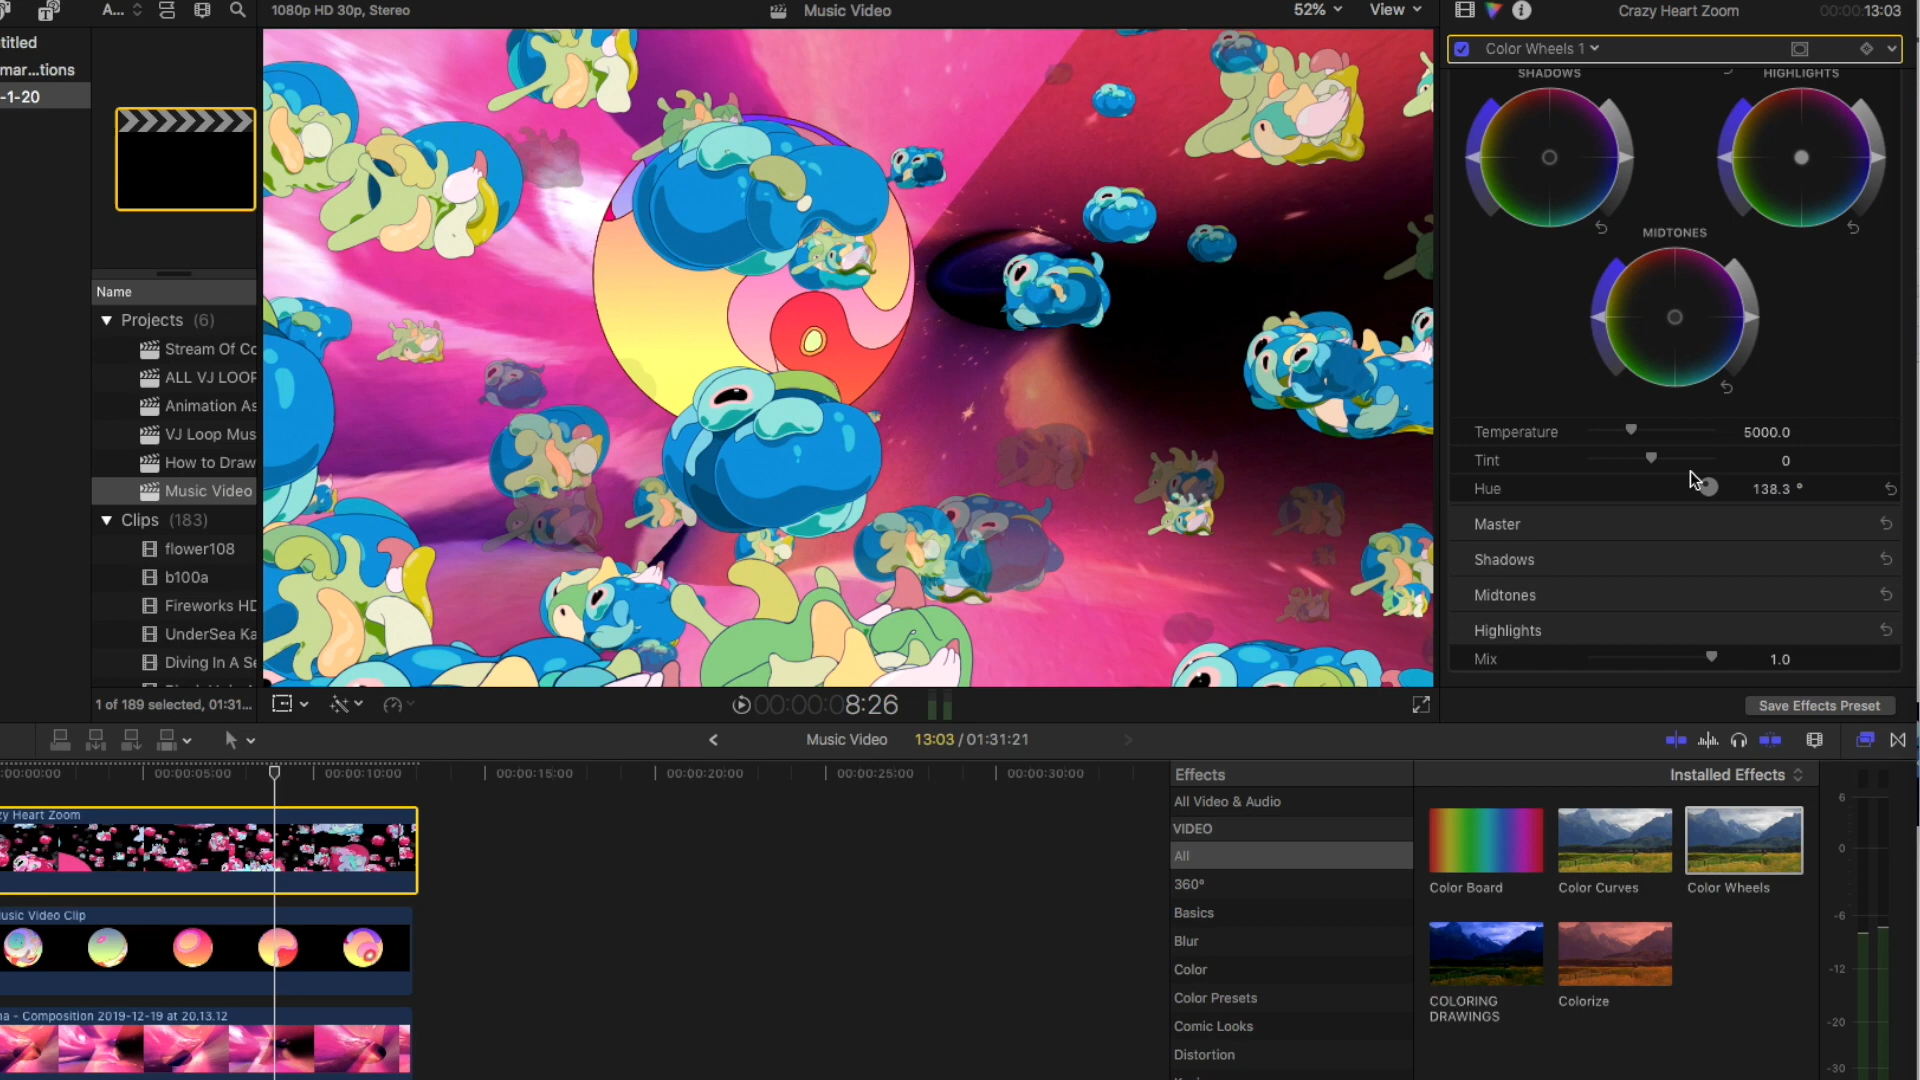 A...
1080p HD 30p, Stereo
Music Video
52%
View
Crazy Heart Zoom
00:00:13:03
titled
mar...tions
-1-20
Color Wheels 1
SHADOWS
HIGHLIGHTS
MIDTONES
Name
Projects (6)
Stream Of Co
ALL VJ LOOP
Animation As
VJ Loop Mus
How to Draw
Music Video
Clips (183)
flower108
b100a
Fireworks HD
UnderSea Ka
Diving In A Se
Temperature 5000.0
Tint 0
Hue 138.3 °
Master
Shadows
Midtones
Highlights
Mix 1.0
1 of 189 selected, 01:31...
00:00:08:26
Save Effects Preset
Music Video 13:03 / 01:31:21
:00:00:00
00:00:05:00
00:00:10:00
00:00:15:00
00:00:20:00
00:00:25:00
00:00:30:00
zy Heart Zoom
usic Video Clip
na - Composition 2019-12-19 at 20.13.12
Effects
Installed Effects
All Video & Audio
VIDEO
All
360°
Basics
Blur
Color
Color Presets
Comic Looks
Distortion
Color Board
Color Curves
Color Wheels
COLORING
DRAWINGS
Colorize
6
0
-6
-12
-20
-30